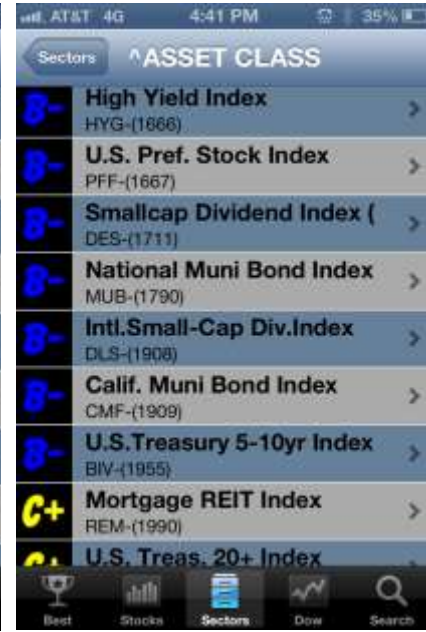 AT&T 4G 4:41 PM 35%
Sectors ^ASSET CLASS
B- High Yield Index
HYG-(1666)
B- U.S. Pref. Stock Index
PFF-(1667)
B- Smallcap Dividend Index (
DES-(1711)
B- National Muni Bond Index
MUB-(1790)
B- Intl.Small-Cap Div.Index
DLS-(1908)
B- Calif. Muni Bond Index
CMF-(1909)
B- U.S.Treasury 5-10yr Index
BIV-(1955)
C+ Mortgage REIT Index
REM-(1990)
C+ U.S. Treas. 20+ Index
Best Stocks Sectors Dow Search